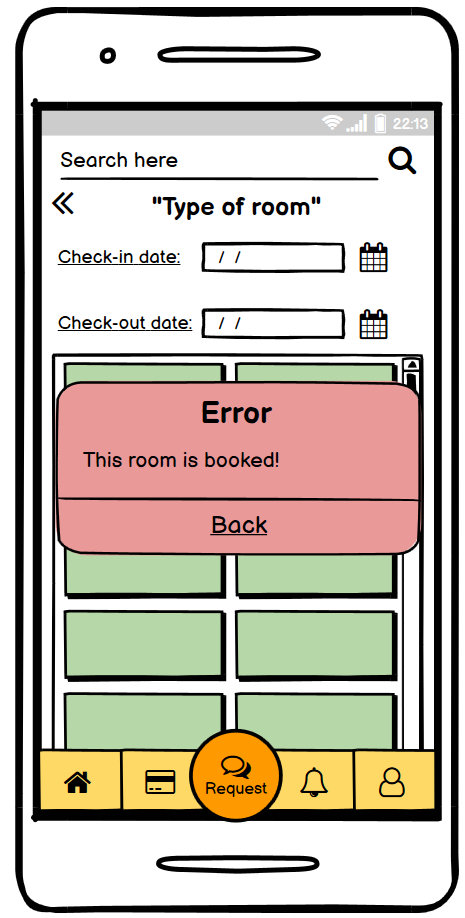 22:13
Search here
"Type of room"
Check-in date: / /
Check-out date: / /
Error
This room is booked!
Back
Request